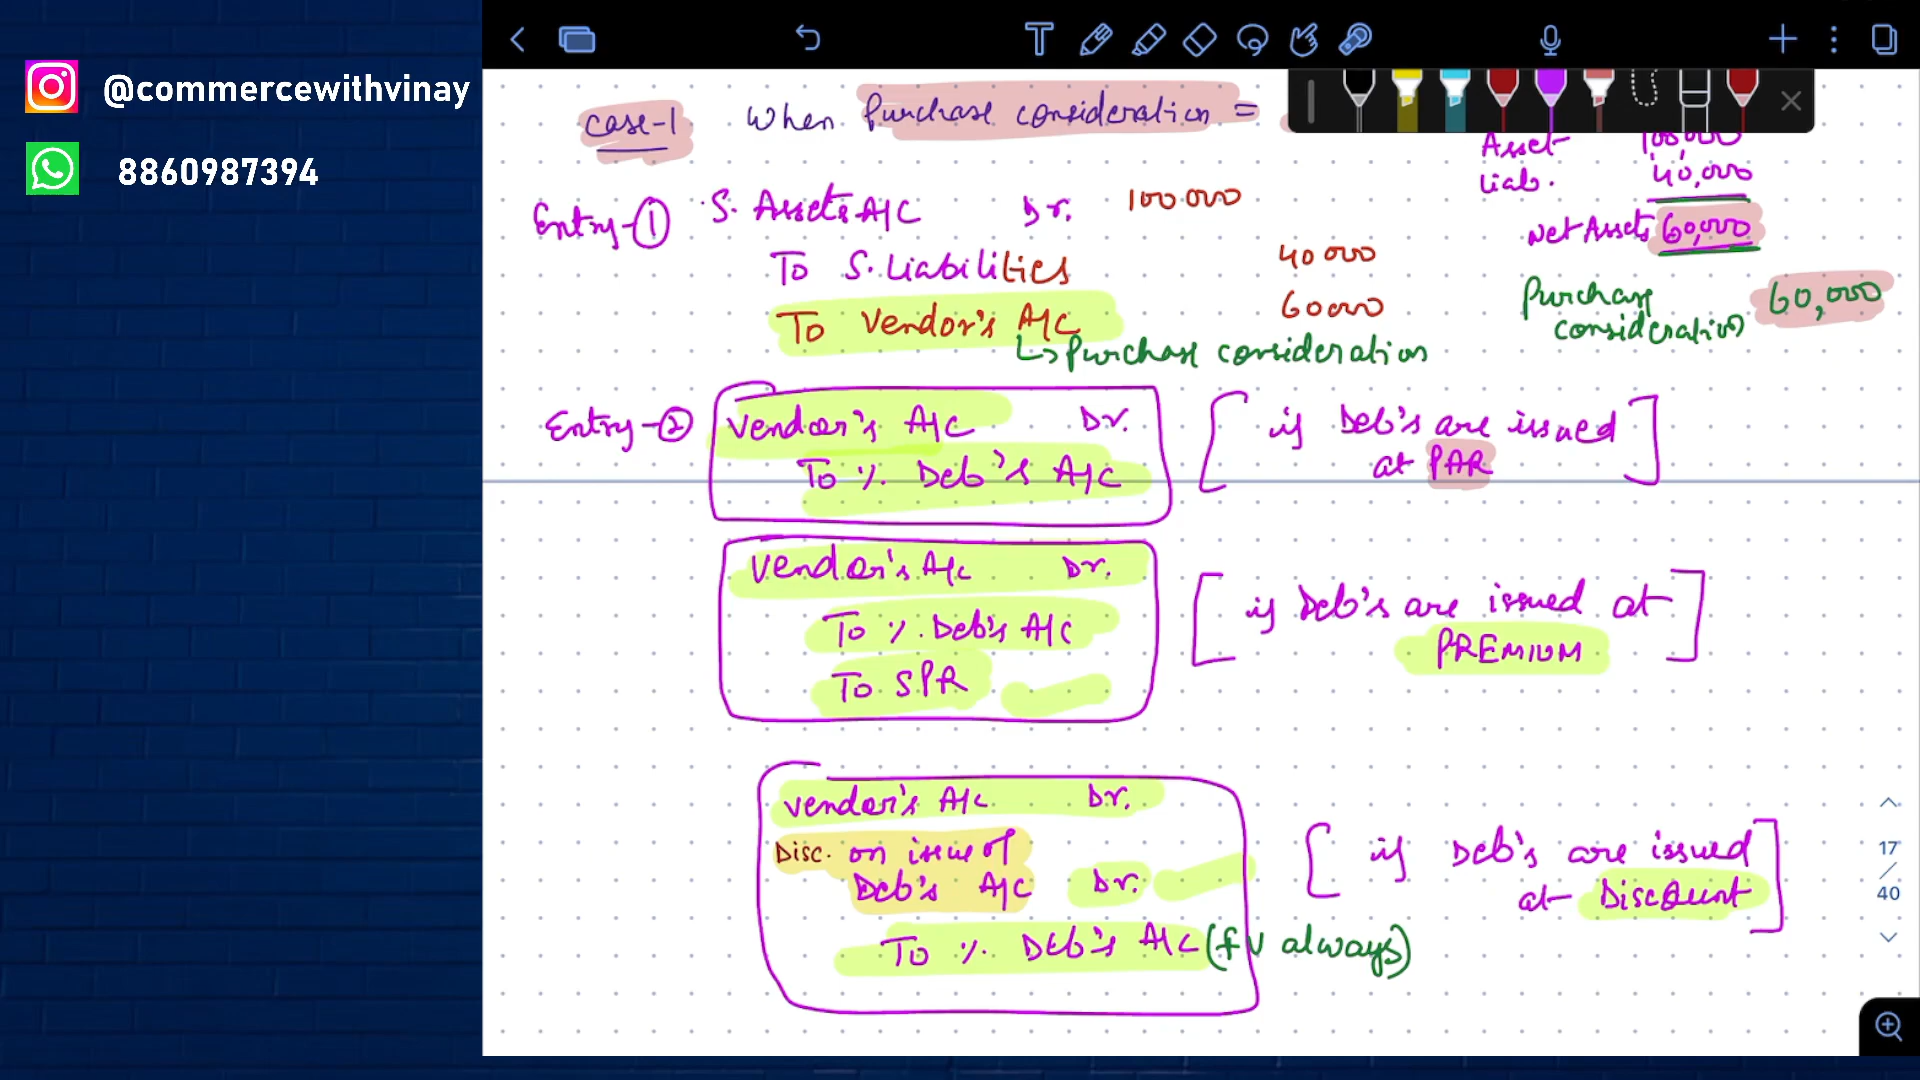 @commercewithvinay
8860987394
case-1 When Purchase consideration =
Asset 100,000
Liab. 40,000
Net Assets 60,000
Purchase consideration 60,000
Entry-① S. Assets A/C Dr. 100000
To S. Liabilities 40000
To Vendor's A/C 60000
↳ Purchase consideration
Entry-② Vendor's A/C Dr.
To %. Deb's A/C
[ if Deb's are issued
at PAR ]
Vendor's A/c Dr.
To %. Deb's A/C
To SPR
[ if Deb's are issued at
PREMIUM ]
Vendor's A/c Dr.
Disc. on issue of
Deb's A/C Dr.
To %. Deb's A/C (fv always)
[ if Deb's are issued
at Discount ]
17
/
40